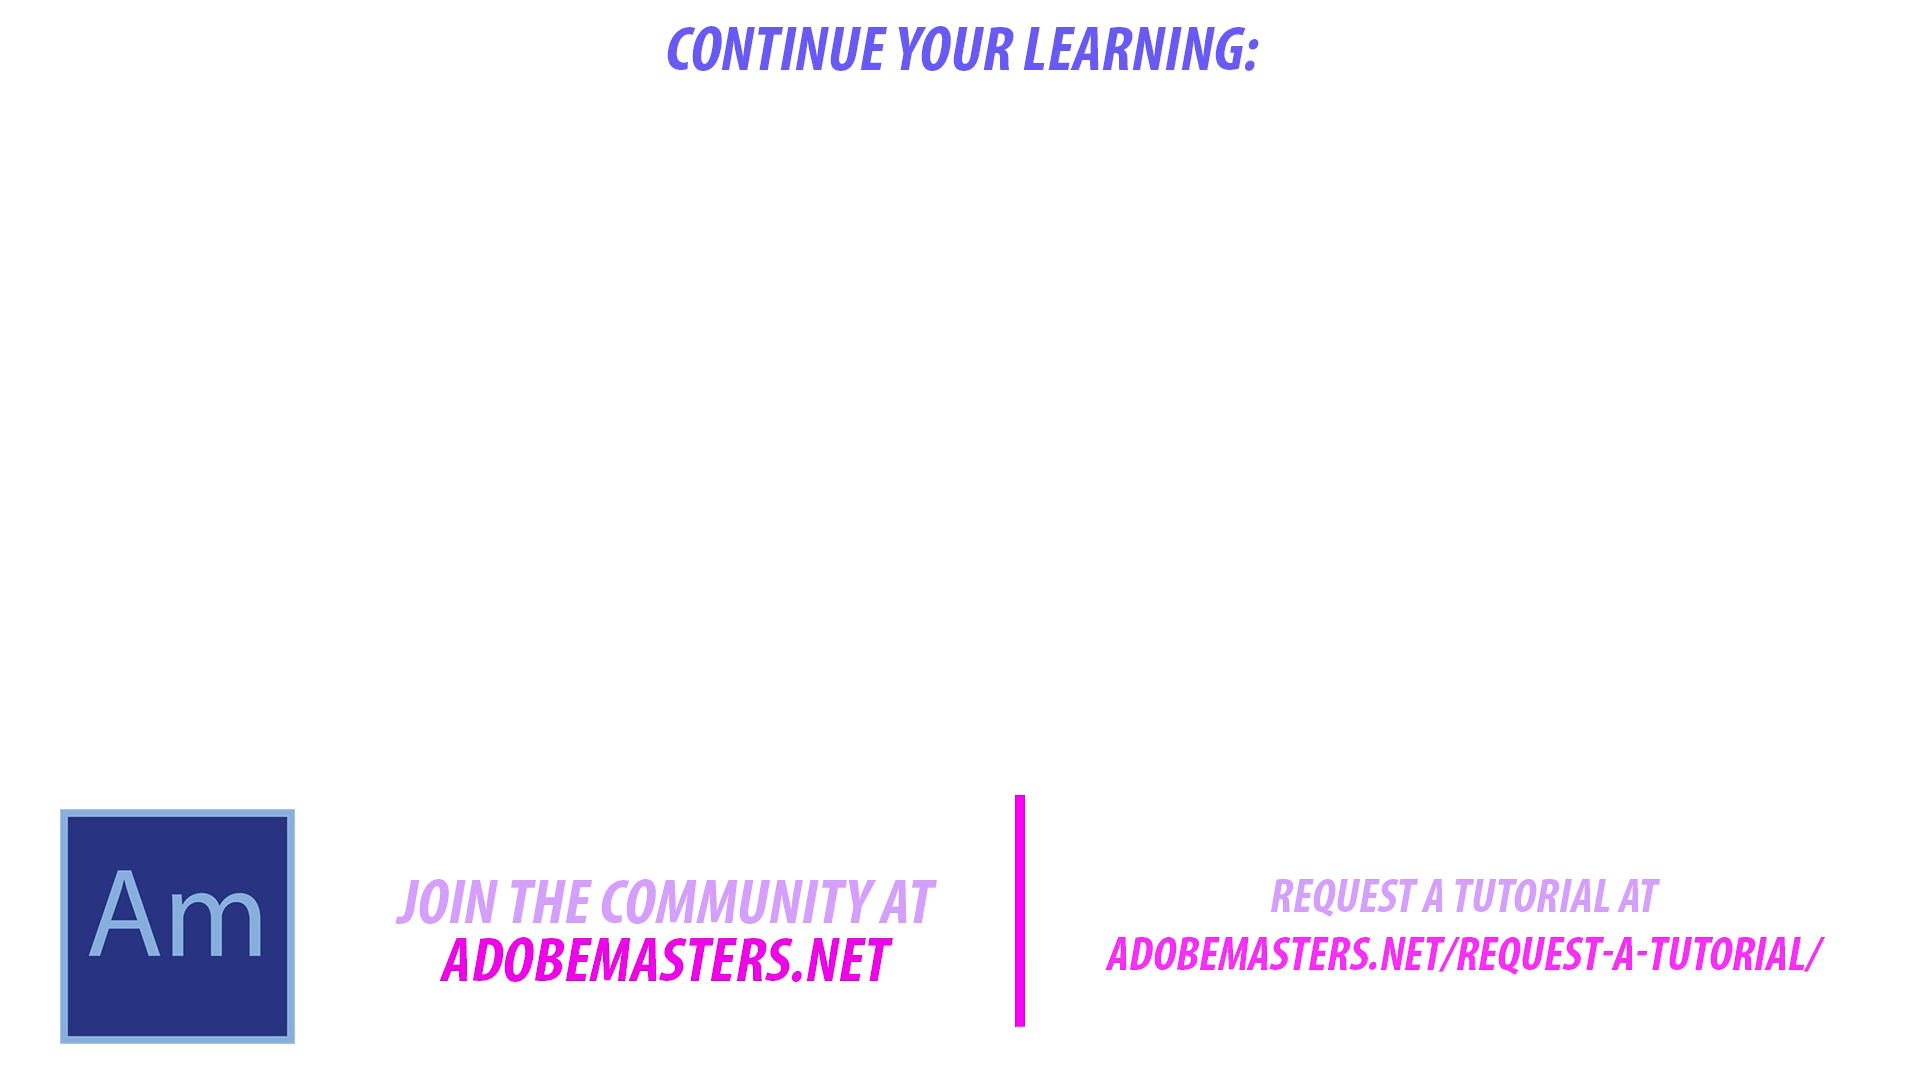 CONTINUE YOUR LEARNING:
Am
JOIN THE COMMUNITY AT
ADOBEMASTERS.NET
REQUEST A TUTORIAL AT
ADOBEMASTERS.NET/REQUEST-A-TUTORIAL/